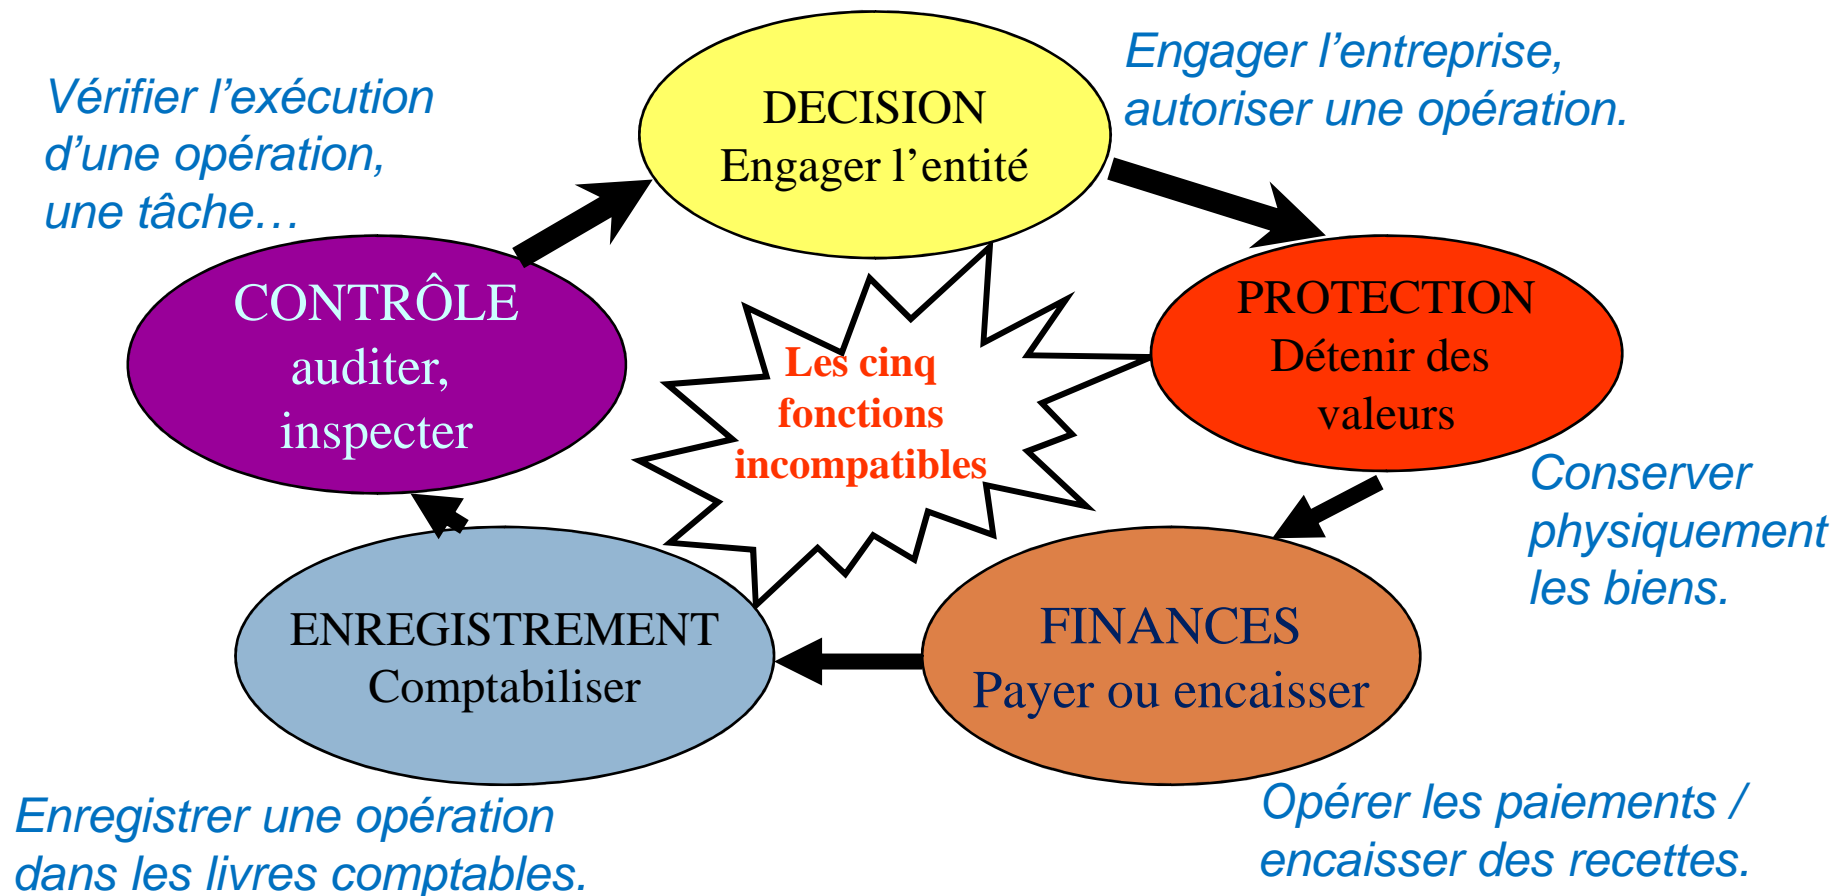 Vérifier l’exécution
d’une opération,
une tâche…
DECISION
Engager l’entité
Engager l’entreprise,
autoriser une opération.
CONTRÔLE
auditer,
inspecter
Les cinq
fonctions
incompatibles
PROTECTION
Détenir des
valeurs
Conserver
physiquement
les biens.
ENREGISTREMENT
Comptabiliser
FINANCES
Payer ou encaisser
Enregistrer une opération
dans les livres comptables.
Opérer les paiements /
encaisser des recettes.